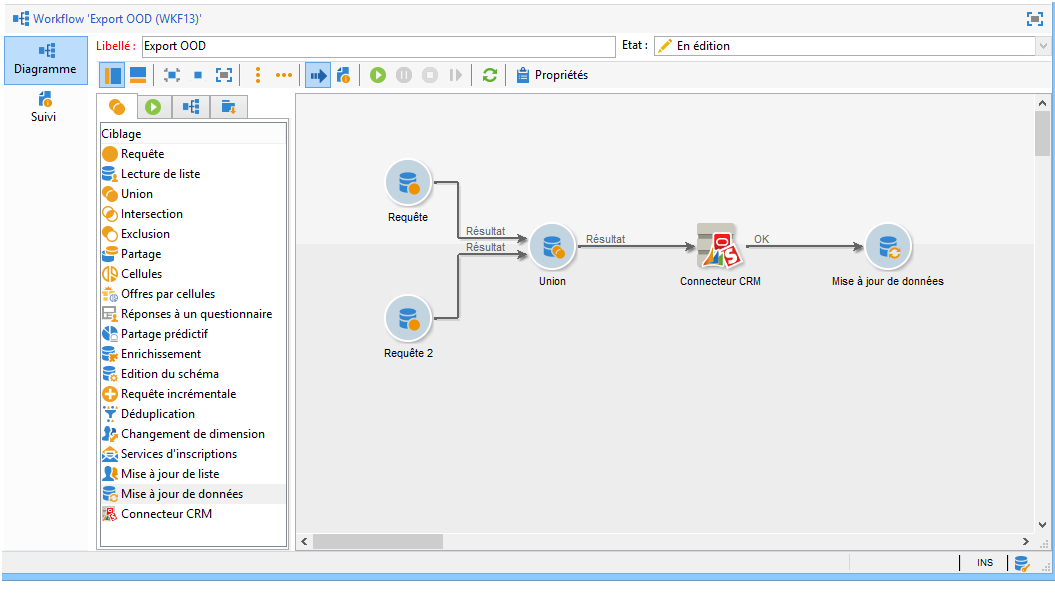 Workflow 'Export OOD (WKF13)'
Diagramme
Suivi
Libellé : Export OOD
Etat : En édition
Propriétés
Ciblage
Requête
Lecture de liste
Union
Intersection
Exclusion
Partage
Cellules
Offres par cellules
Réponses à un questionnaire
Partage prédictif
Enrichissement
Edition du schéma
Requête incrémentale
Déduplication
Changement de dimension
Services d'inscriptions
Mise à jour de liste
Mise à jour de données
Connecteur CRM
Requête
Résultat
Résultat
Union
Résultat
Connecteur CRM
OK
Mise à jour de données
Requête 2
INS